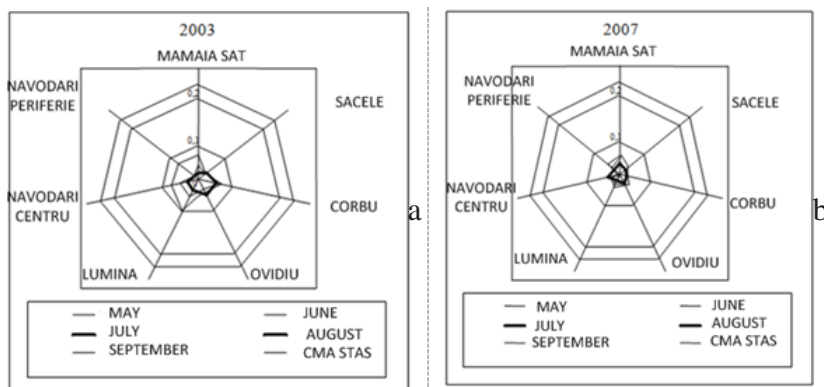 2003
MAMAIA SAT
NAVODARI
PERIFERIE
SACELE
0,2
0,1
NAVODARI
CENTRU
CORBU
LUMINA
OVIDIU
MAY
JUNE
JULY
AUGUST
SEPTEMBER
CMA STAS
a
2007
MAMAIA SAT
NAVODARI
PERIFERIE
SACELE
0,2
0,1
NAVODARI
CENTRU
CORBU
LUMINA
OVIDIU
MAY
JUNE
JULY
AUGUST
SEPTEMBER
CMA STAS
b